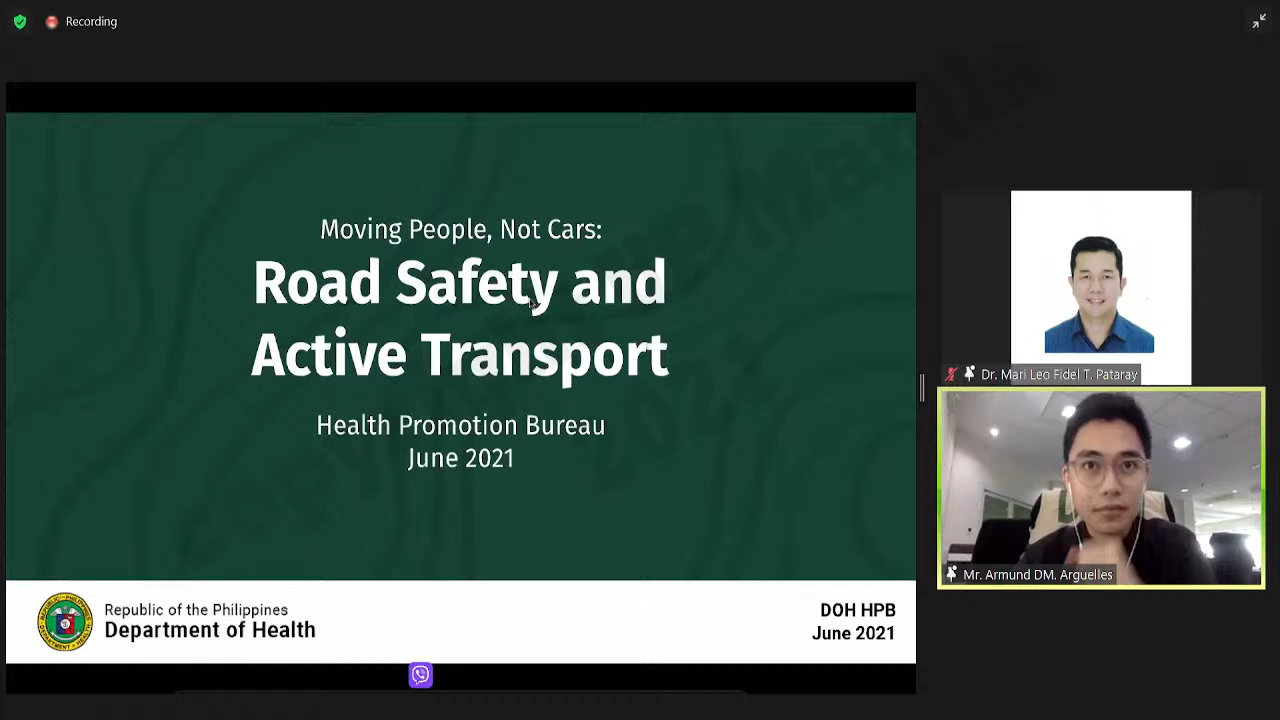 Recording
Moving People, Not Cars:
Road Safety and
Active Transport
Health Promotion Bureau
June 2021
Republic of the Philippines
Department of Health
DOH HPB
June 2021
Dr. Mari Leo Fidel T. Pataray
Mr. Armund DM. Arguelles